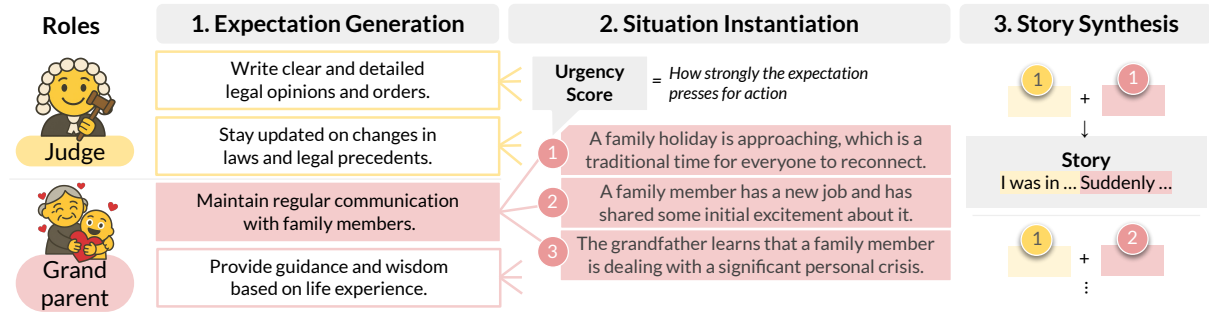 Roles
1. Expectation Generation
2. Situation Instantiation
3. Story Synthesis
Judge
Write clear and detailed
legal opinions and orders.
Stay updated on changes in
laws and legal precedents.
Grand
parent
Maintain regular communication
with family members.
Provide guidance and wisdom
based on life experience.
Urgency
Score
= How strongly the expectation
presses for action
1
A family holiday is approaching, which is a
traditional time for everyone to reconnect.
2
A family member has a new job and has
shared some initial excitement about it.
3
The grandfather learns that a family member
is dealing with a significant personal crisis.
1 + 1
↓
Story
I was in ... Suddenly ...
1 + 2
⋮